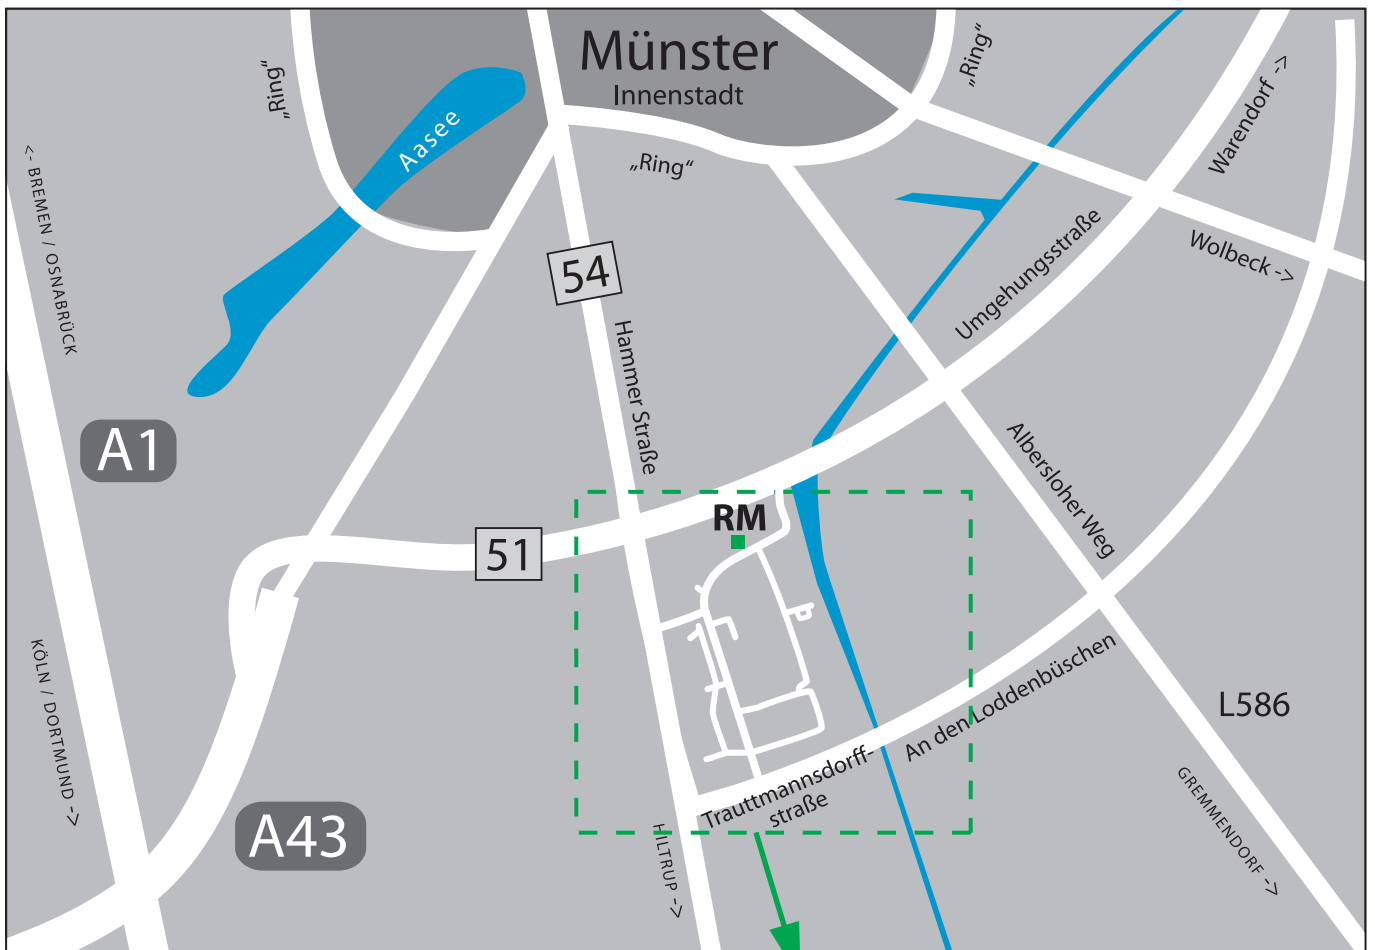 Münster
Innenstadt
„Ring“
„Ring“
„Ring“
Aasee
Warendorf ->
Wolbeck ->
Umgehungsstraße
<- BREMEN / OSNABRÜCK
54
Hammer Straße
A1
Albersloher Weg
51
RM
KÖLN / DORTMUND ->
An den Loddenbüschen
L586
Trauttmannsdorff-
straße
A43
HILTRUP ->
GREMMENDORF ->